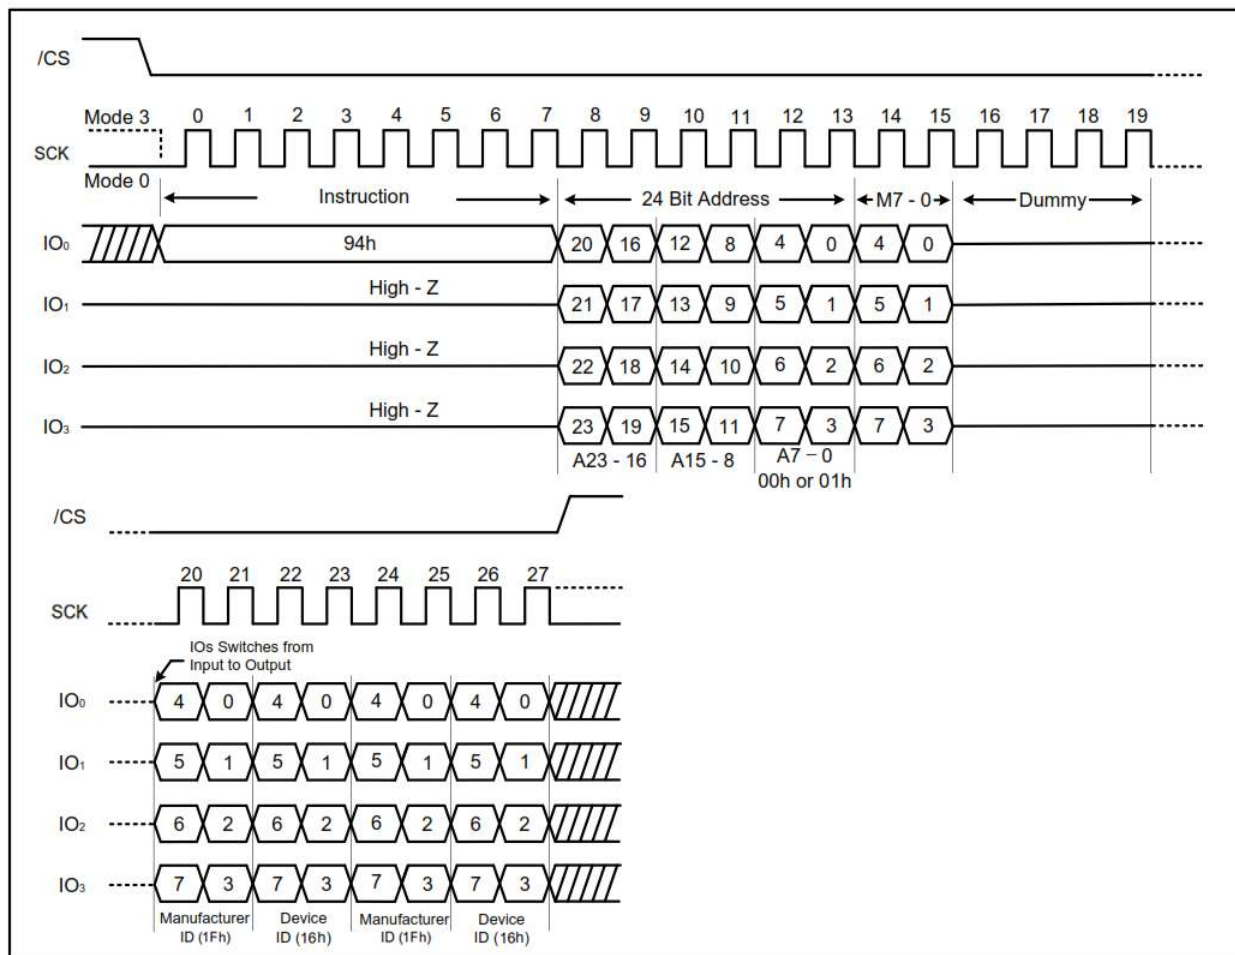 /CS
Mode 3 0 1 2 3 4 5 6 7 8 9 10 11 12 13 14 15 16 17 18 19
SCK
Mode 0
Instruction 24 Bit Address M7 - 0 Dummy
IO0 94h 20 16 12 8 4 0 4 0
High - Z
IO1 21 17 13 9 5 1 5 1
High - Z
IO2 22 18 14 10 6 2 6 2
High - Z
IO3 23 19 15 11 7 3 7 3
A23 - 16 A15 - 8 A7 - 0
00h or 01h
/CS
20 21 22 23 24 25 26 27
SCK
IOs Switches from
Input to Output
IO0 4 0 4 0 4 0 4 0
IO1 5 1 5 1 5 1 5 1
IO2 6 2 6 2 6 2 6 2
IO3 7 3 7 3 7 3 7 3
Manufacturer Device Manufacturer Device
ID (1Fh) ID (16h) ID (1Fh) ID (16h)